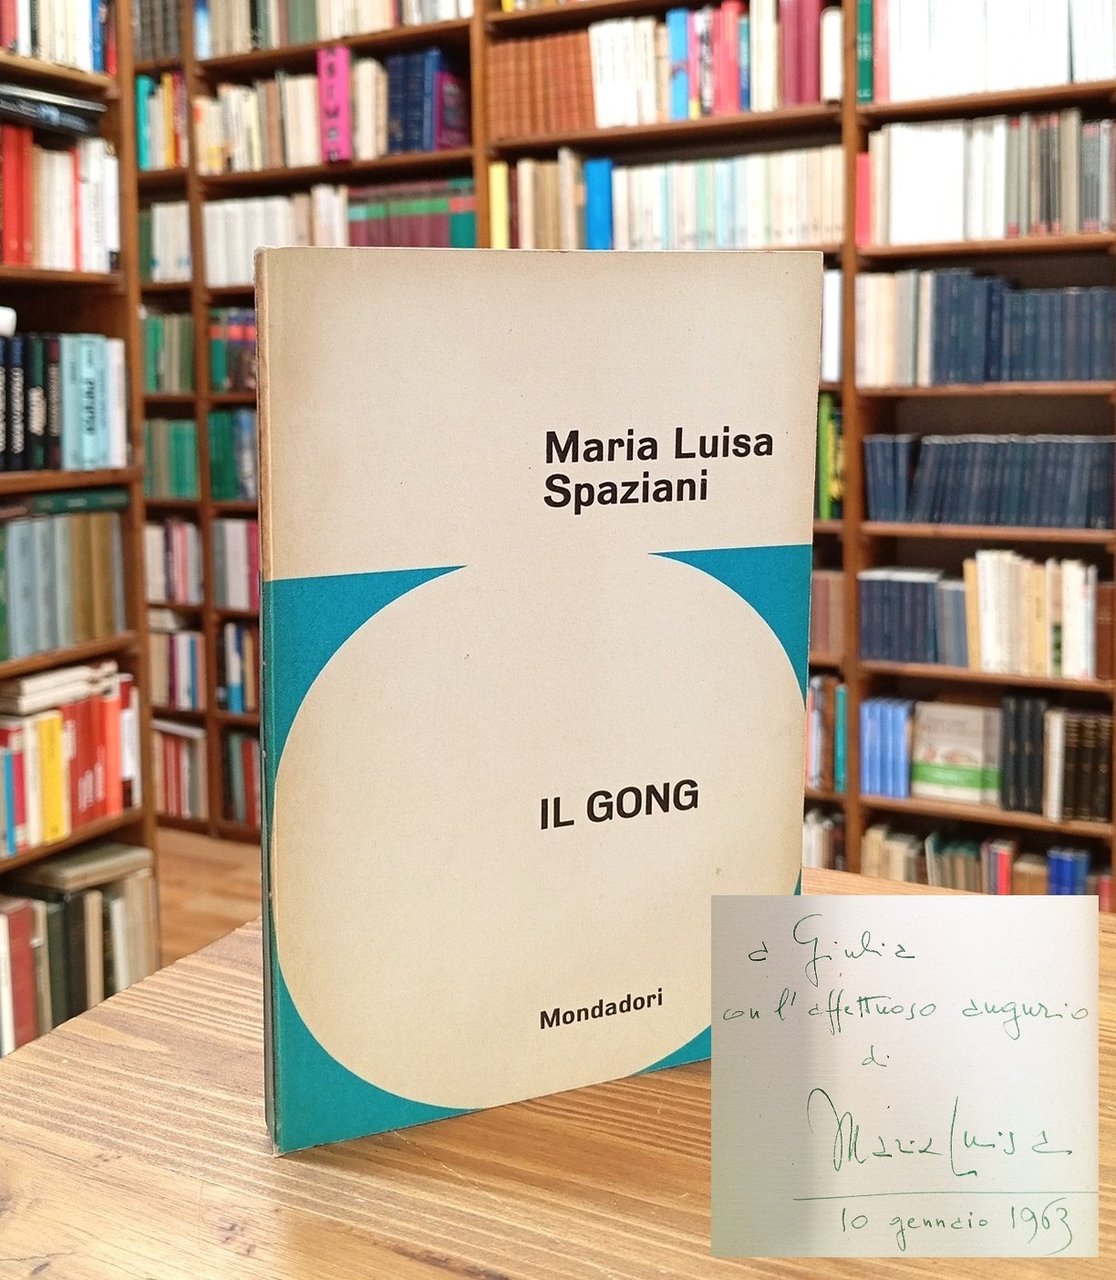 Maria Luisa
Spaziani
IL GONG
Mondadori
a Giulia
con l'affettuoso augurio
di
Maria Luisa
10 gennaio 1963